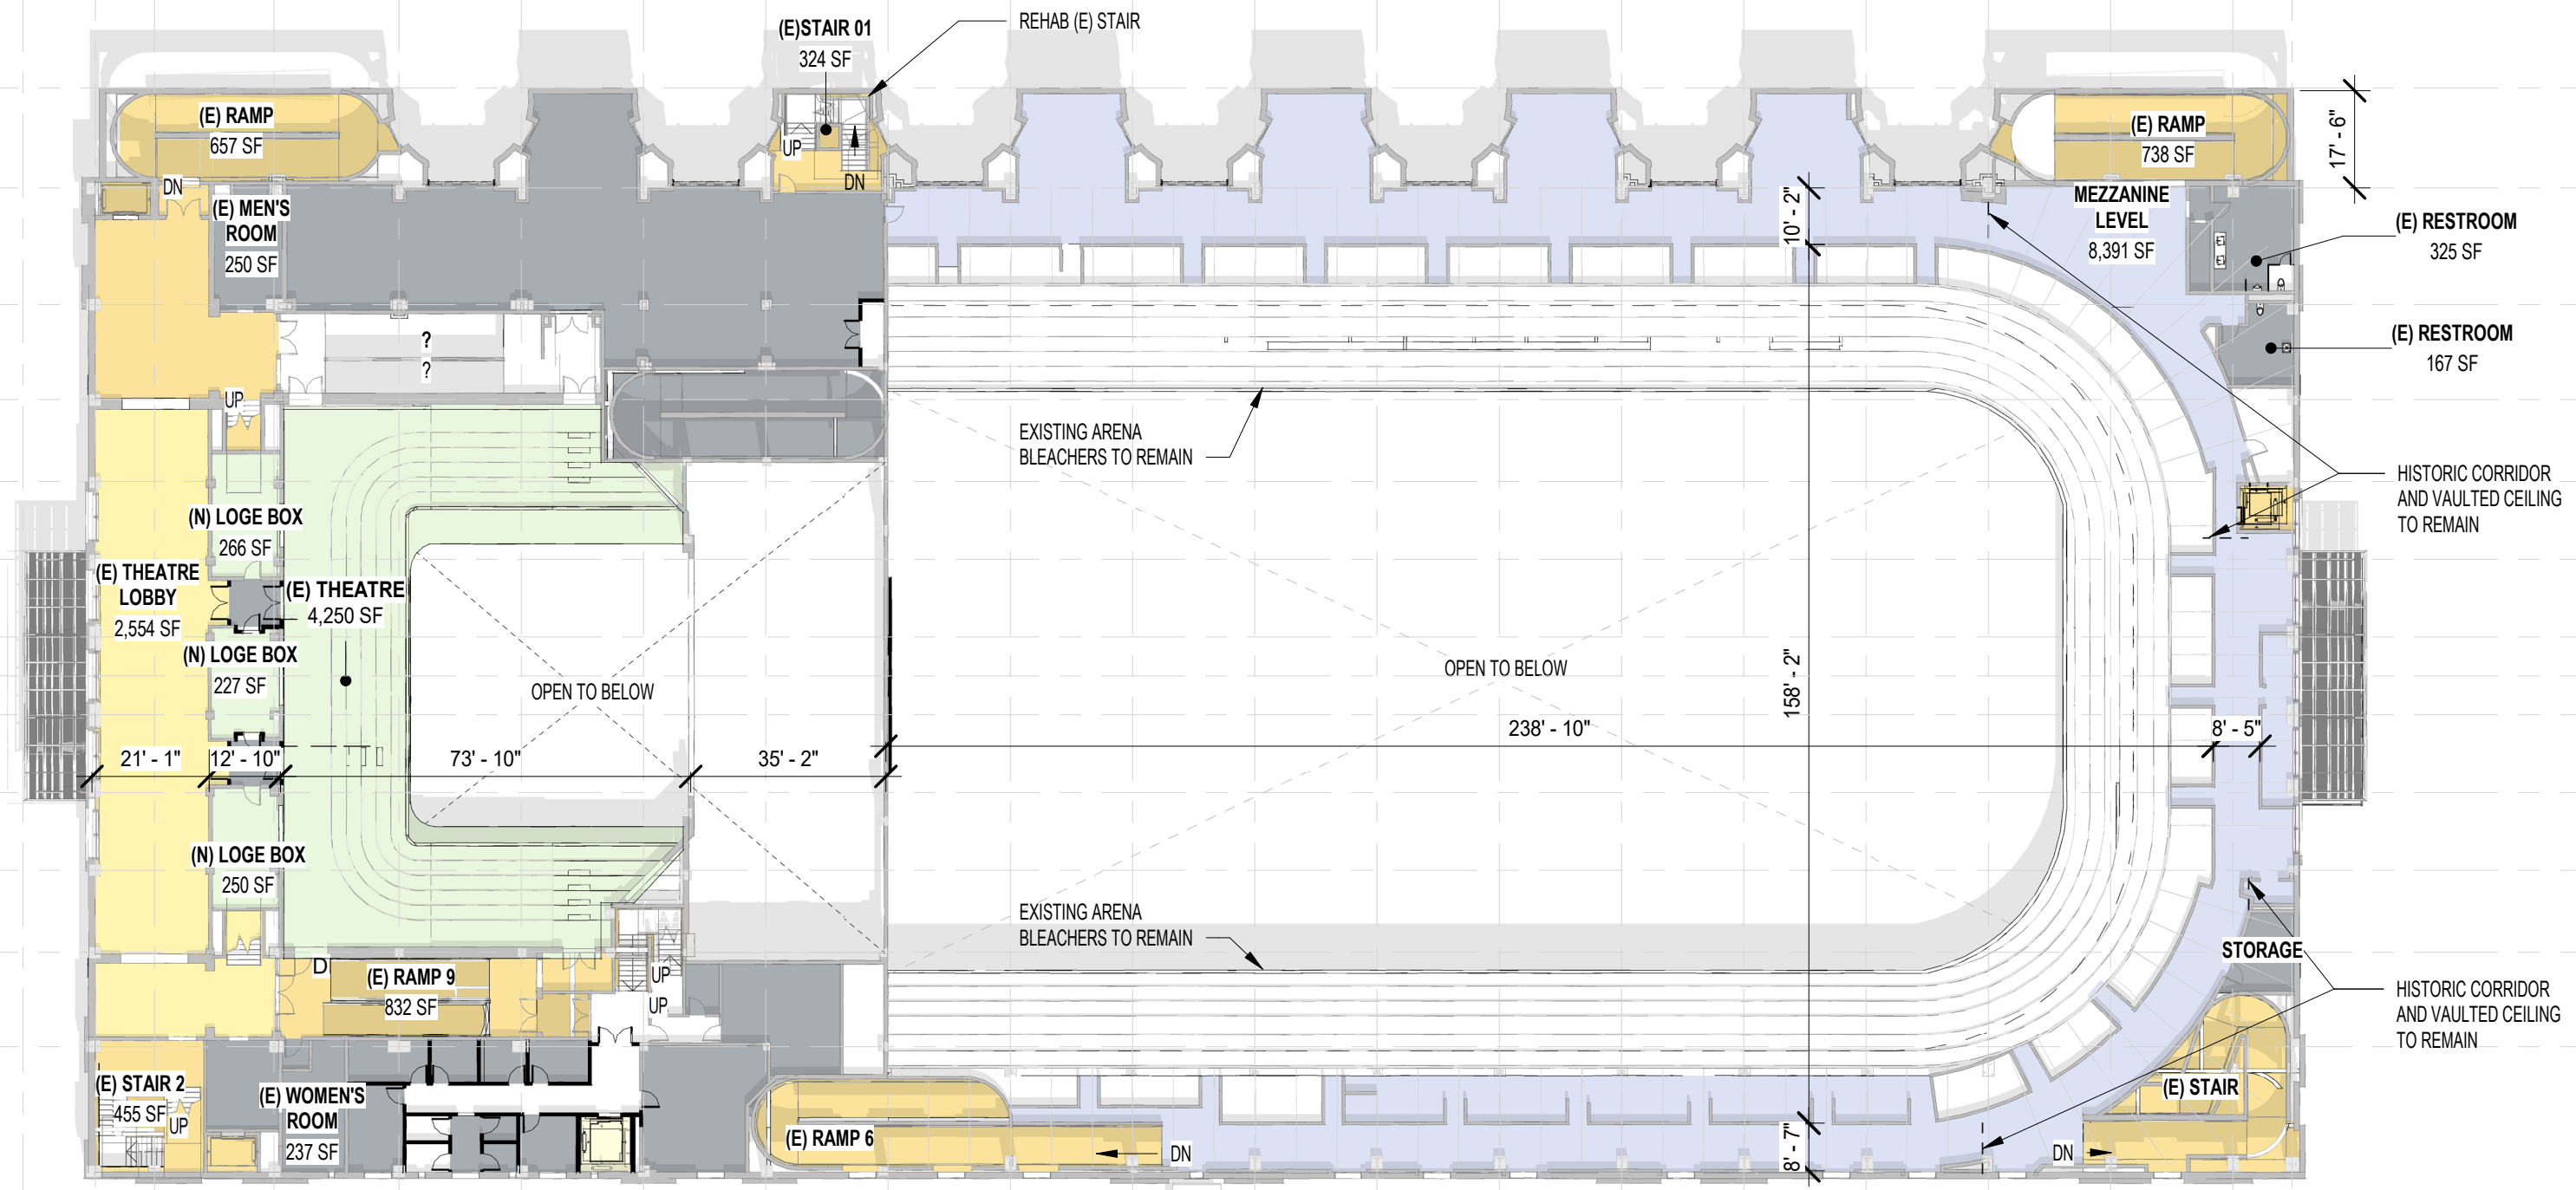 (E)STAIR 01
324 SF
REHAB (E) STAIR
(E) RAMP
657 SF
UP
DN
DN
(E) MEN'S
ROOM
250 SF
(E) RAMP
738 SF
17' - 6"
MEZZANINE
LEVEL
8,391 SF
10' - 2"
(E) RESTROOM
325 SF
(E) RESTROOM
167 SF
?
?
UP
EXISTING ARENA
BLEACHERS TO REMAIN
HISTORIC CORRIDOR
AND VAULTED CEILING
TO REMAIN
(N) LOGE BOX
266 SF
(E) THEATRE
LOBBY
2,554 SF
(E) THEATRE
4,250 SF
(N) LOGE BOX
227 SF
OPEN TO BELOW
OPEN TO BELOW
158' - 2"
238' - 10"
8' - 5"
21' - 1"
12' - 10"
73' - 10"
35' - 2"
(N) LOGE BOX
250 SF
EXISTING ARENA
BLEACHERS TO REMAIN
STORAGE
HISTORIC CORRIDOR
AND VAULTED CEILING
TO REMAIN
D
(E) RAMP 9
832 SF
UP
UP
(E) STAIR 2
455 SF
UP
(E) WOMEN'S
ROOM
237 SF
(E) RAMP 6
DN
8' - 7"
(E) STAIR
DN